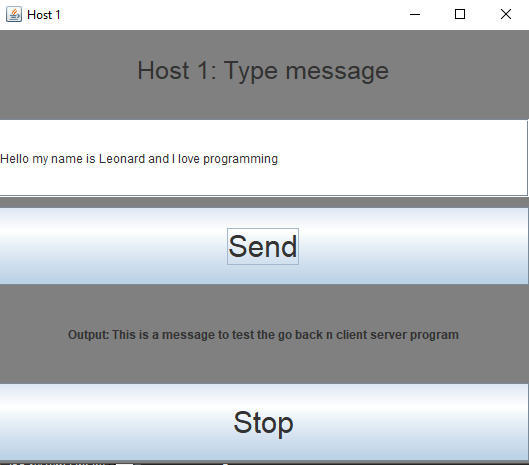 Host 1
Host 1: Type message
Hello my name is Leonard and I love programming
Send
Output: This is a message to test the go back n client server program
Stop